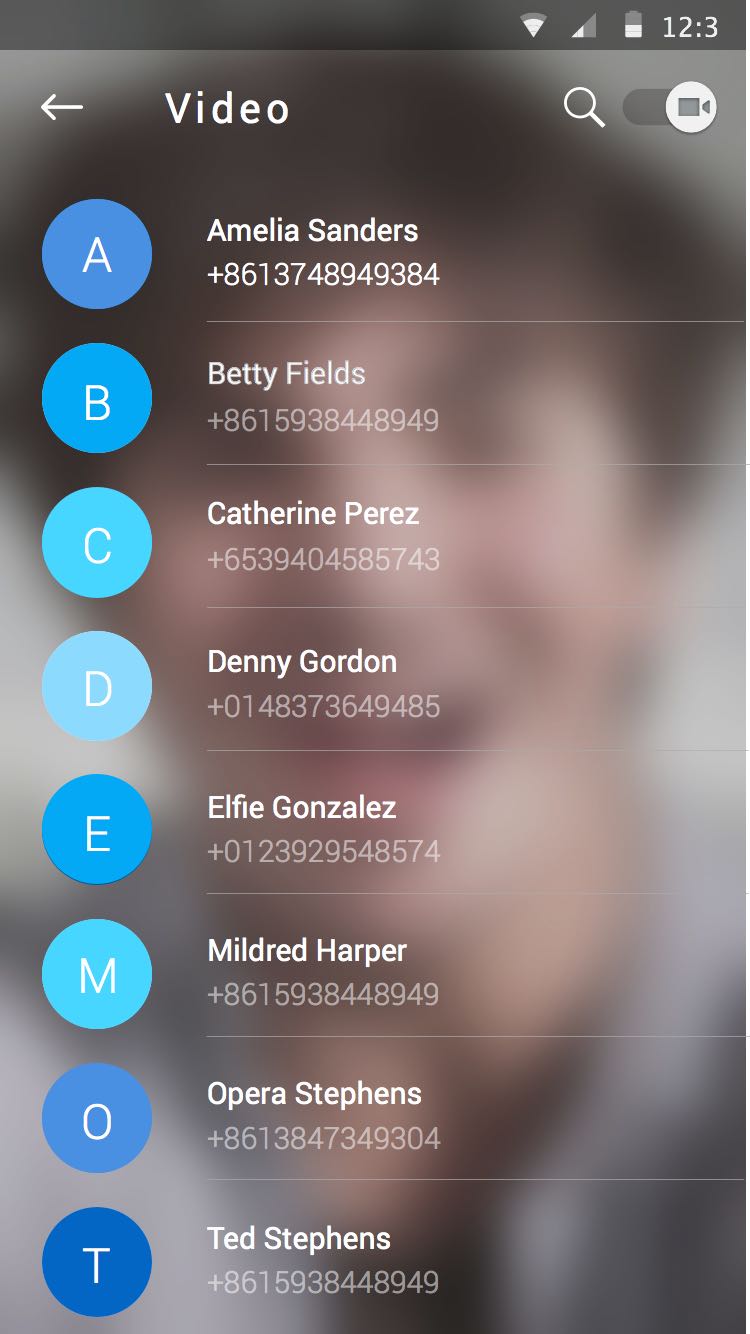 12:3
Video
A
Amelia Sanders
+8613748949384
B
Betty Fields
+8615938448949
C
Catherine Perez
+6539404585743
D
Denny Gordon
+0148373649485
E
Elfie Gonzalez
+0123929548574
M
Mildred Harper
+8615938448949
O
Opera Stephens
+8613847349304
T
Ted Stephens
+8615938448949